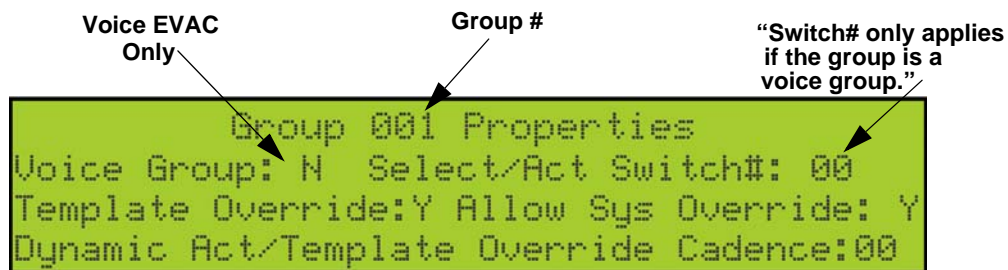 Voice EVAC
Only
Group #
“Switch# only applies
if the group is a
voice group.”
Group 001 Properties
Voice Group: N Select/Act Switch#: 00
Template Override:Y Allow Sys Override: Y
Dynamic Act/Template Override Cadence:00